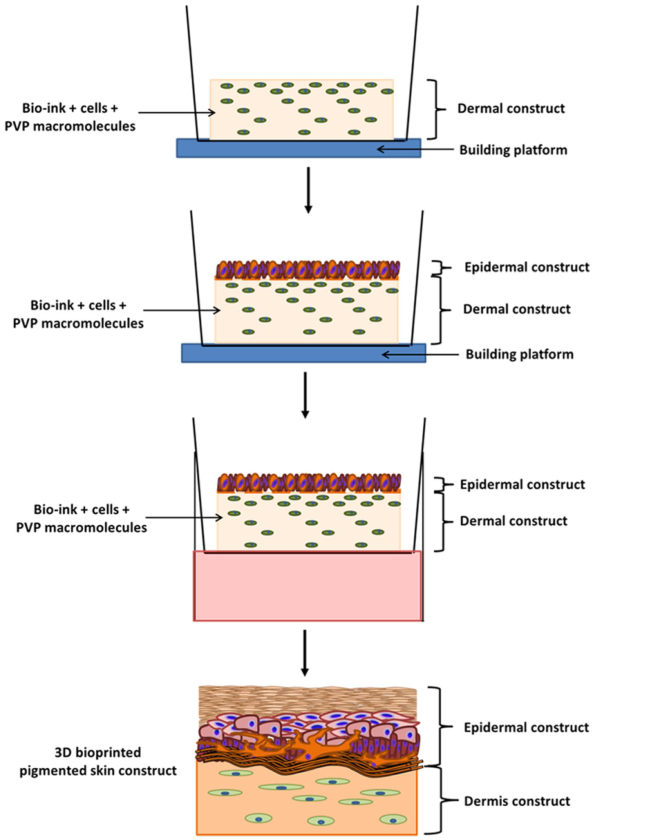 Bio-ink + cells +
PVP macromolecules
Dermal construct
Building platform
Epidermal construct
Bio-ink + cells +
PVP macromolecules
Dermal construct
Building platform
Epidermal construct
Bio-ink + cells +
PVP macromolecules
Dermal construct
Epidermal construct
3D bioprinted
pigmented skin construct
Dermis construct